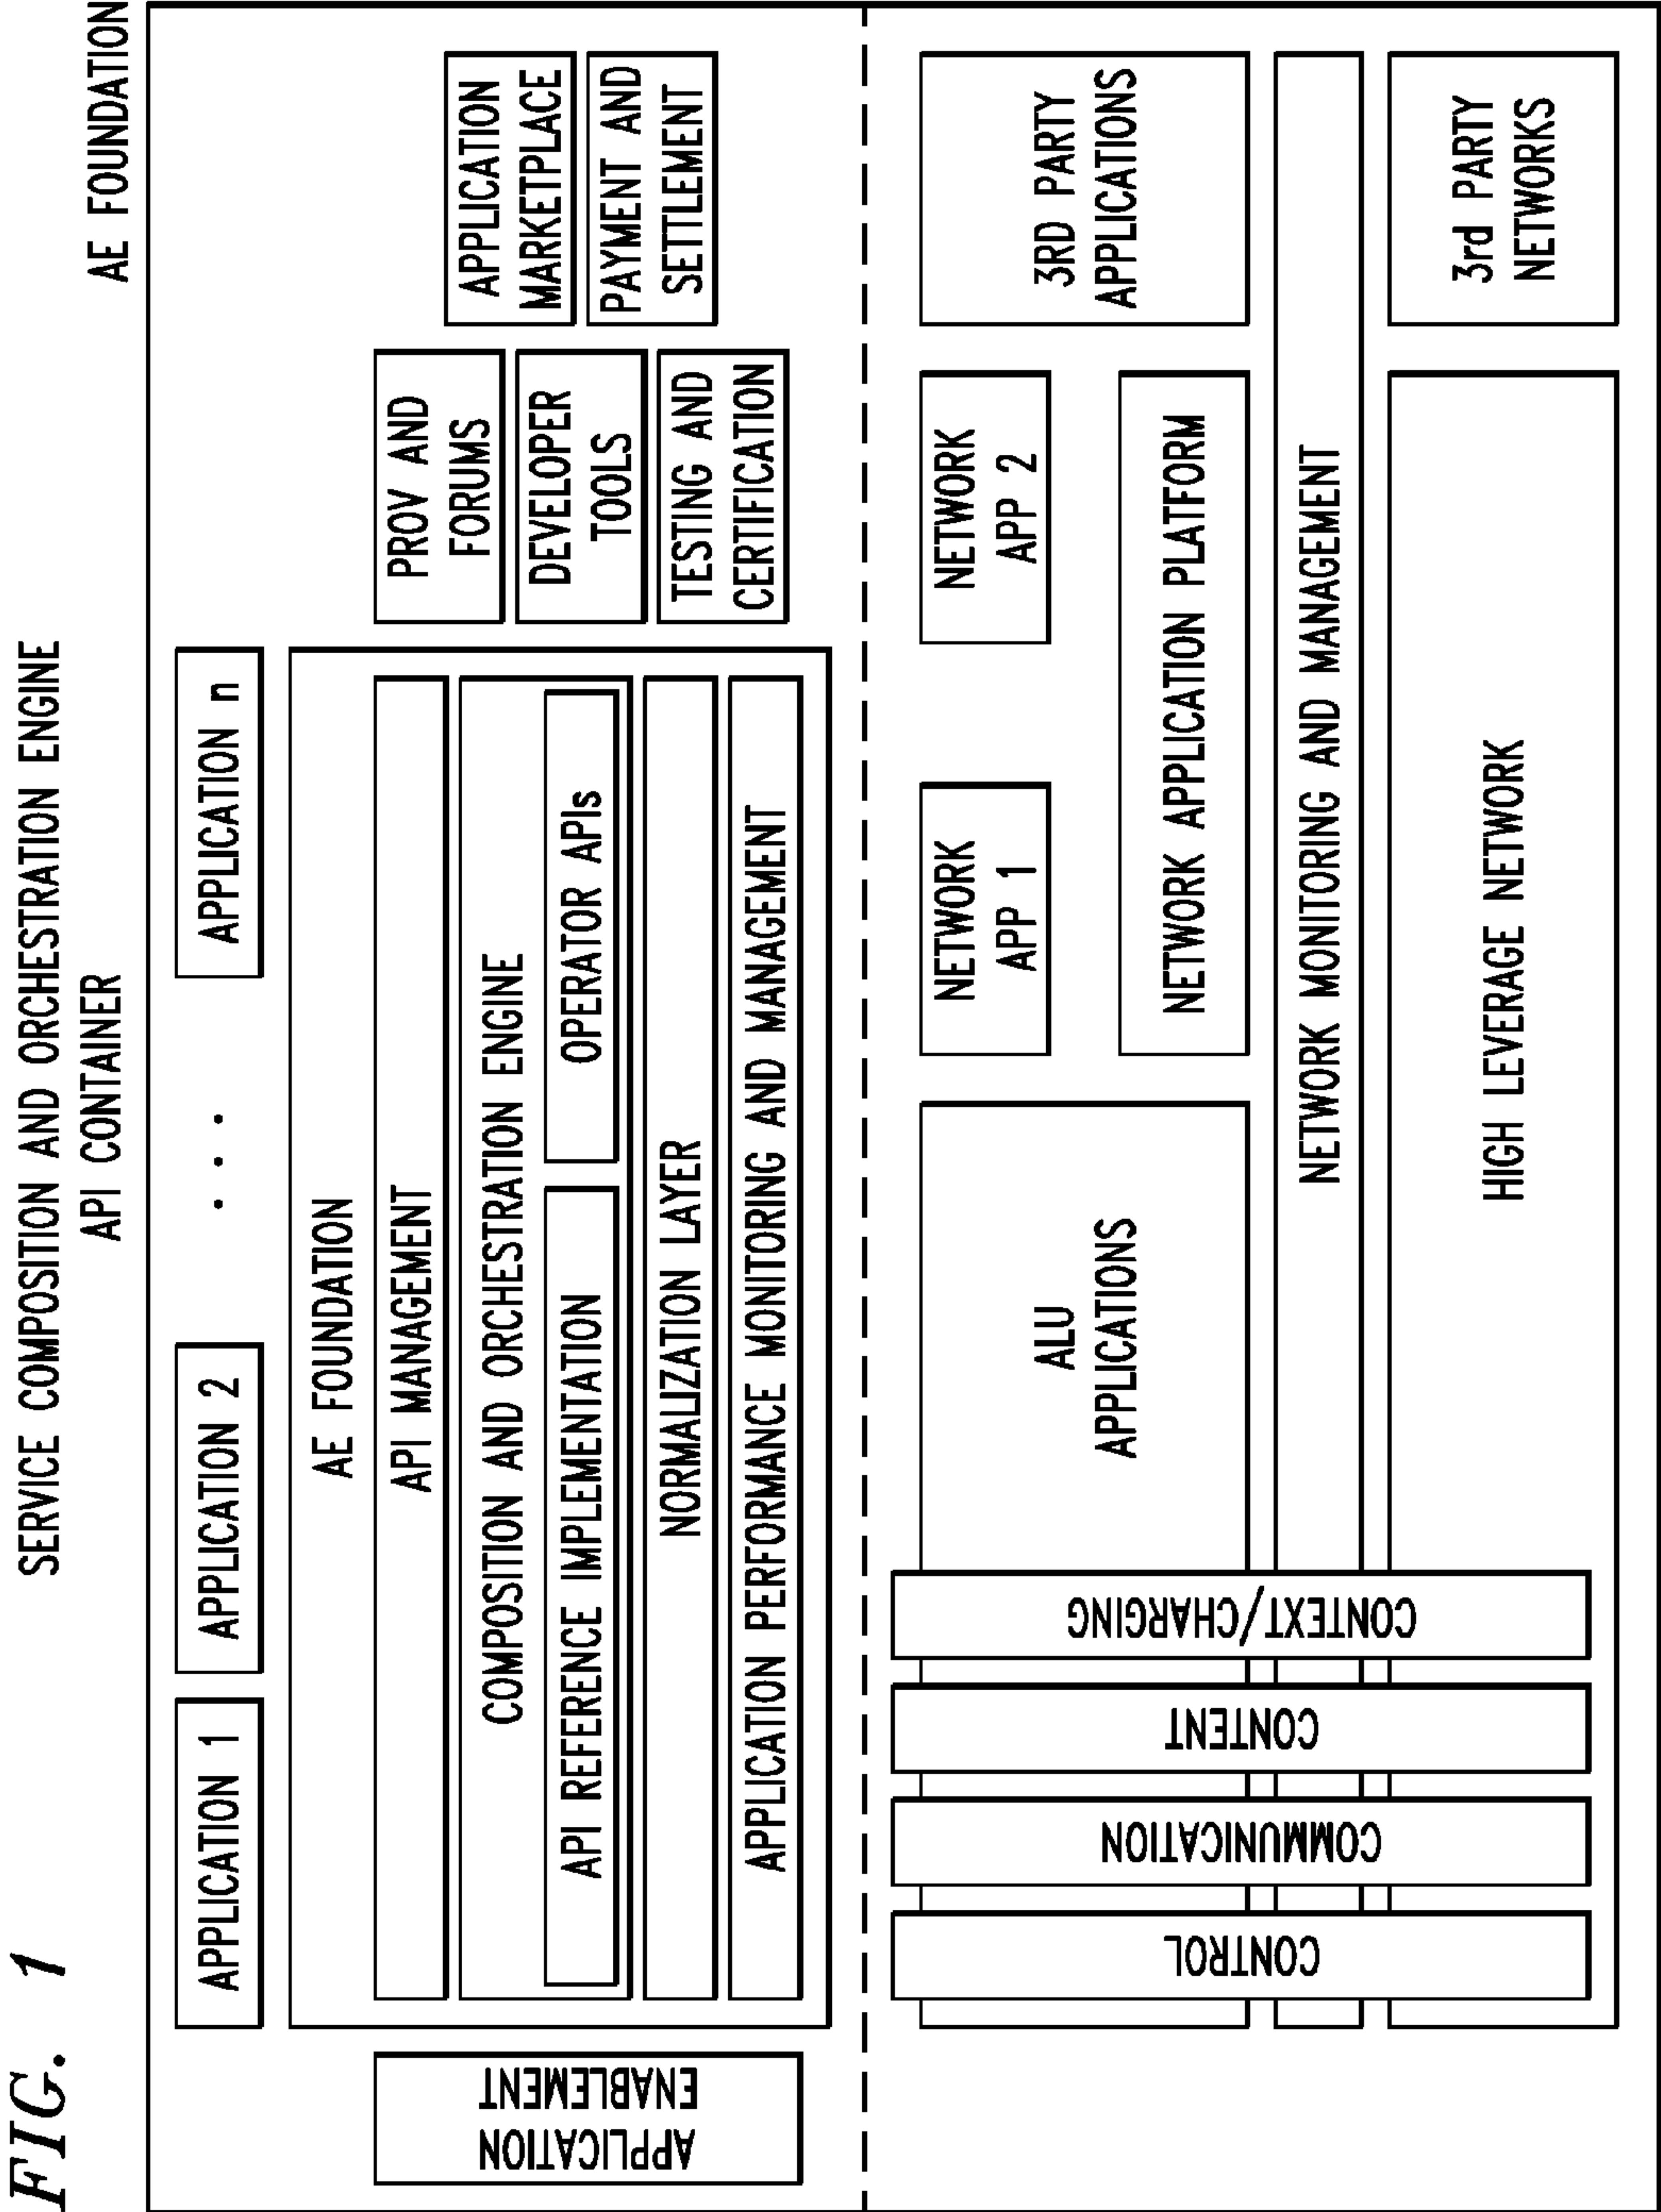 FIG. 1
SERVICE COMPOSITION AND ORCHESTRATION ENGINE
API CONTAINER
AE FOUNDATION
APPLICATION 1
APPLICATION 2
. . .
APPLICATION n
APPLICATION
ENABLEMENT
AE FOUNDATION
API MANAGEMENT
COMPOSITION AND ORCHESTRATION ENGINE
API REFERENCE IMPLEMENTATION
OPERATOR APIs
NORMALIZATION LAYER
APPLICATION PERFORMANCE MONITORING AND MANAGEMENT
PROV AND
FORUMS
DEVELOPER
TOOLS
TESTING AND
CERTIFICATION
APPLICATION
MARKETPLACE
PAYMENT AND
SETTLEMENT
CONTROL
COMMUNICATION
CONTENT
CONTEXT/CHARGING
ALU
APPLICATIONS
NETWORK
APP 1
NETWORK
APP 2
NETWORK APPLICATION PLATFORM
3RD PARTY
APPLICATIONS
NETWORK MONITORING AND MANAGEMENT
HIGH LEVERAGE NETWORK
3rd PARTY
NETWORKS